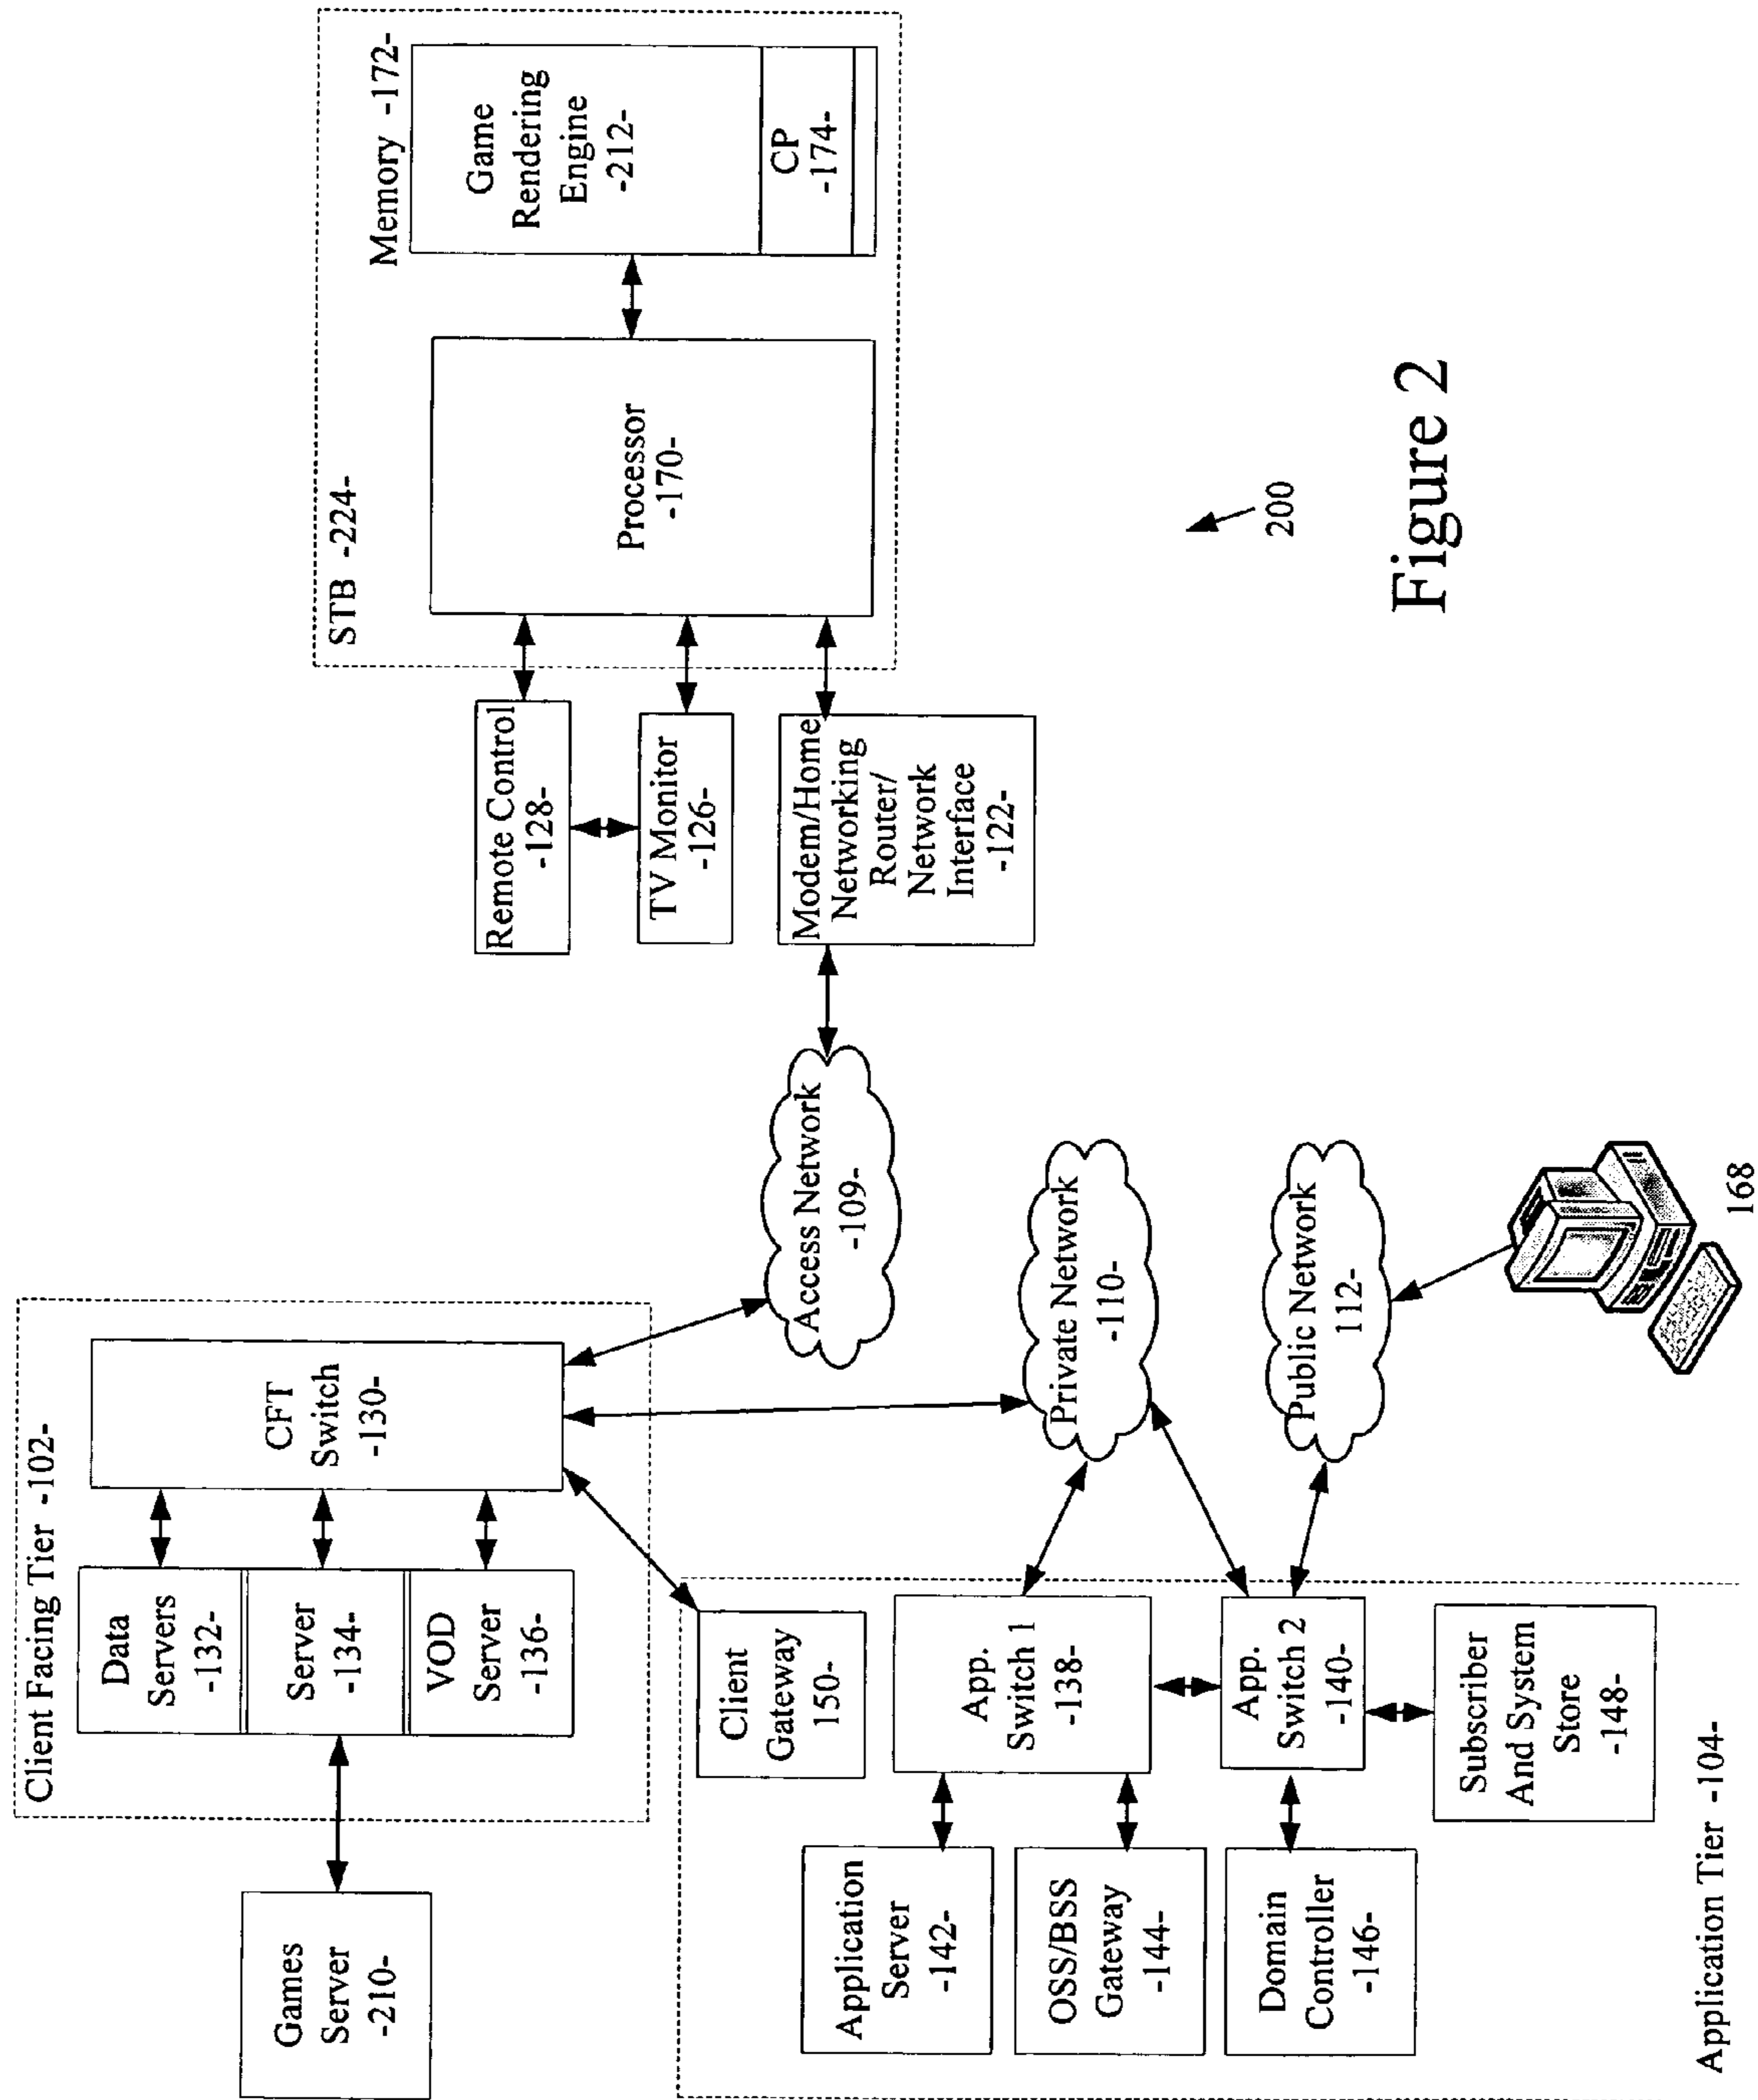 Client Facing Tier -102-
Games
Server
-210-
Data
Servers
-132-
Server
-134-
VOD
Server
-136-
CFT
Switch
-130-
Client
Gateway
150-
Application
Server
-142-
OSS/BSS
Gateway
-144-
Domain
Controller
-146-
App.
Switch 1
-138-
App.
Switch 2
-140-
Subscriber
And System
Store
-148-
Application Tier -104-
Access Network
-109-
Private Network
-110-
Public Network
112-
168
Remote Control
-128-
TV Monitor
-126-
Modem/Home
Networking
Router/
Network
Interface
-122-
STB -224-
Processor
-170-
Memory -172-
Game
Rendering
Engine
-212-
CP
-174-
200
Figure 2